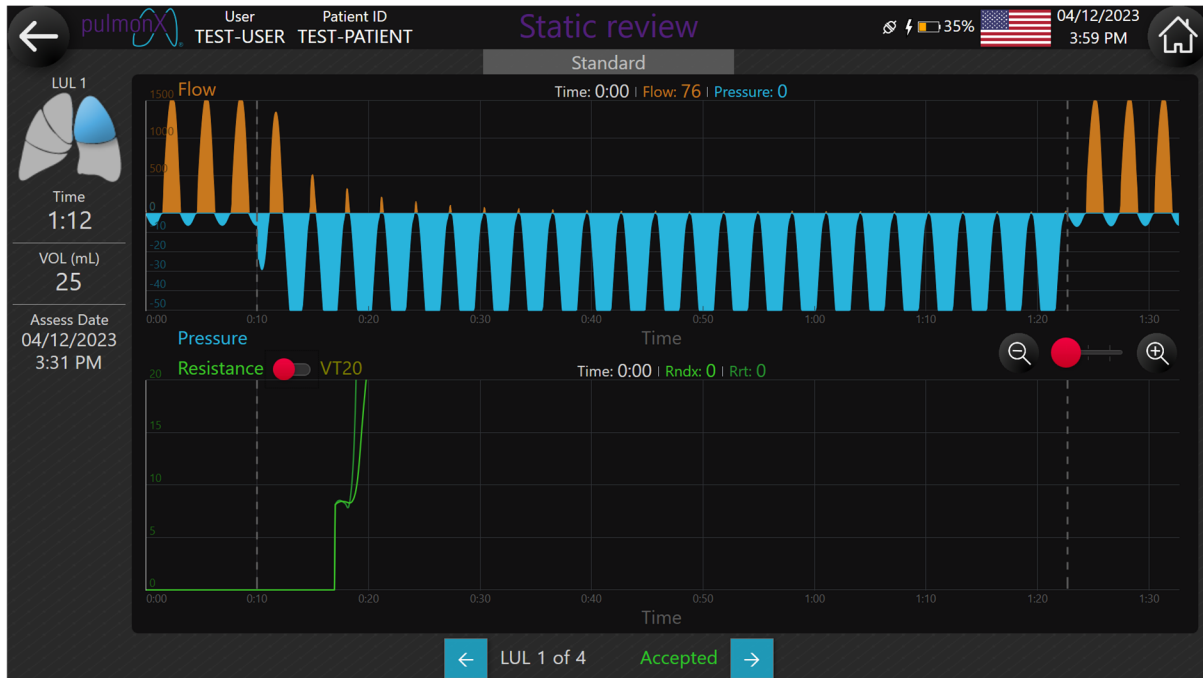 pulmonX
User
TEST-USER
Patient ID
TEST-PATIENT
Static review
35%
04/12/2023
3:59 PM
Standard
LUL 1
Time
1:12
VOL (mL)
25
Assess Date
04/12/2023
3:31 PM
Flow
Time: 0:00 | Flow: 76 | Pressure: 0
1500
1000
500
0
-10
-20
-30
-40
-50
0:00 0:10 0:20 0:30 0:40 0:50 1:00 1:10 1:20 1:30
Pressure
Time
Resistance VT20
Time: 0:00 | Rndx: 0 | Rrt: 0
20
15
10
5
0
0:00 0:10 0:20 0:30 0:40 0:50 1:00 1:10 1:20 1:30
Time
LUL 1 of 4 Accepted